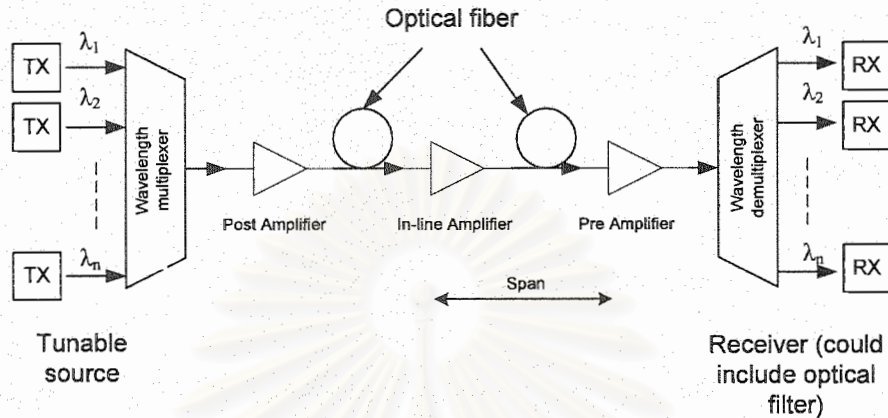 Optical fiber
TX
λ1
TX
λ2
TX
λn
Wavelength
multiplexer
Post Amplifier
In-line Amplifier
Pre Amplifier
Span
Wavelength
demultiplexer
λ1
RX
λ2
RX
λn
RX
Tunable
source
Receiver (could
include optical
filter)